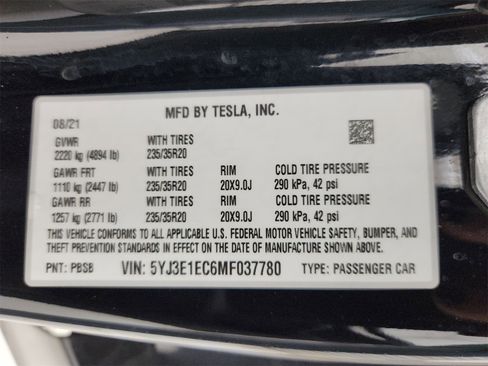 MFD BY TESLA, INC.
08/21
GVWR WITH TIRES
2220 kg (4894 lb) 235/35R20
GAWR FRT WITH TIRES RIM COLD TIRE PRESSURE
1110 kg (2447 lb) 235/35R20 20X9.0J 290 kPa, 42 psi
GAWR RR WITH TIRES RIM COLD TIRE PRESSURE
1257 kg (2771 lb) 235/35R20 20X9.0J 290 kPa, 42 psi
THIS VEHICLE CONFORMS TO ALL APPLICABLE U.S. FEDERAL MOTOR VEHICLE SAFETY, BUMPER, AND
THEFT PREVENTION STANDARDS IN EFFECT ON THE DATE OF MANUFACTURE SHOWN ABOVE.
PNT: PBSB VIN: 5YJ3E1EC6MF037780 TYPE: PASSENGER CAR